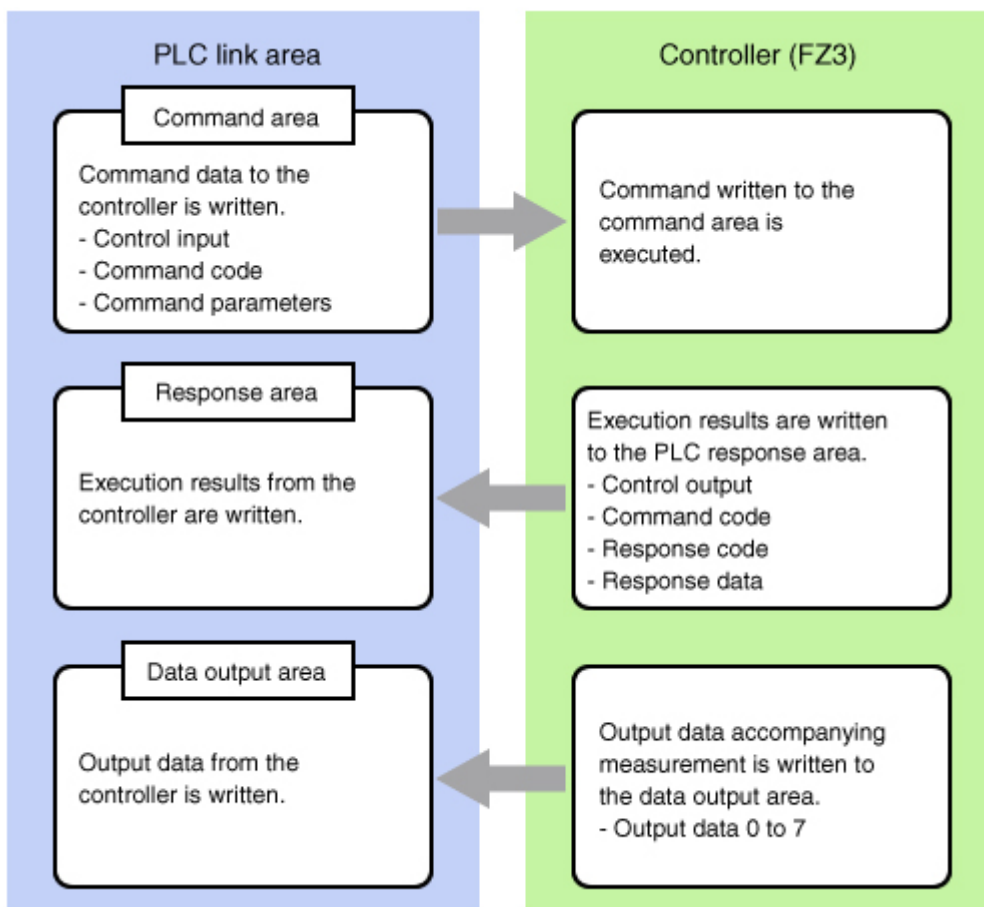 PLC link area
Controller (FZ3)
Command area
Command data to the
controller is written.
- Control input
- Command code
- Command parameters
Command written to the
command area is
executed.
Response area
Execution results from the
controller are written.
Execution results are written
to the PLC response area.
- Control output
- Command code
- Response code
- Response data
Data output area
Output data from the
controller is written.
Output data accompanying
measurement is written to
the data output area.
- Output data 0 to 7